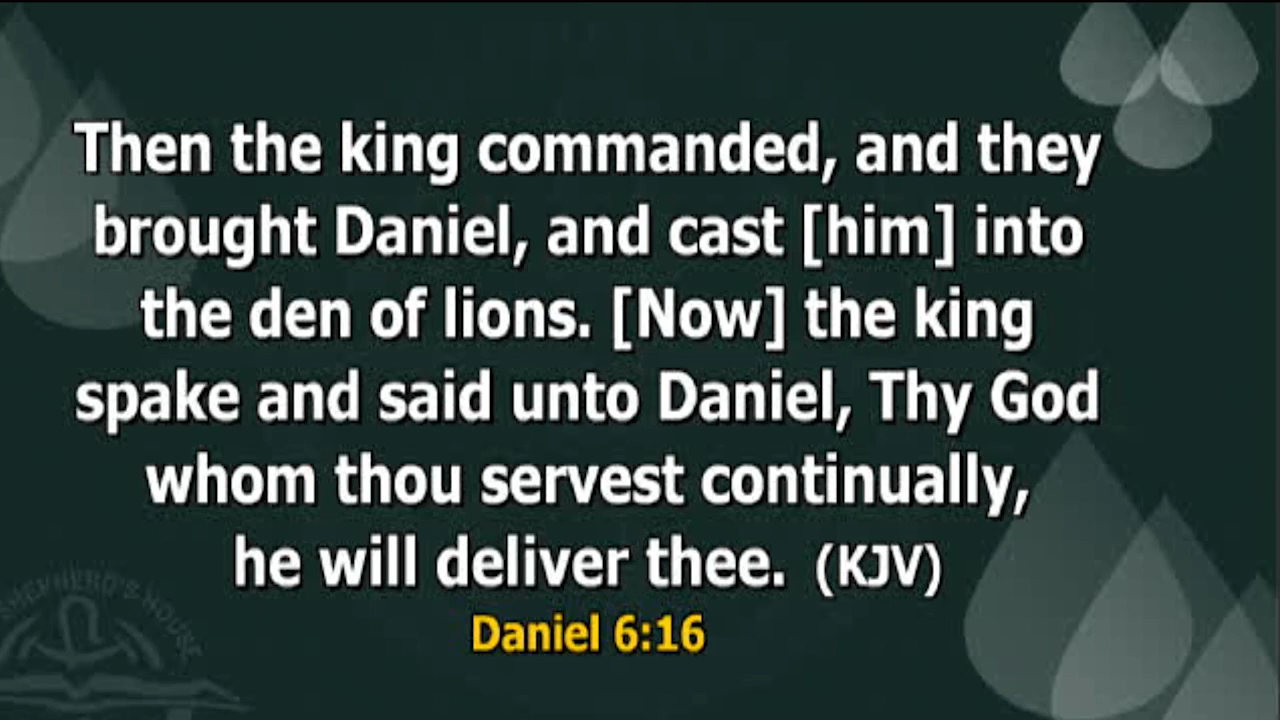 Then the king commanded, and they
brought Daniel, and cast [him] into
the den of lions. [Now] the king
spake and said unto Daniel, Thy God
whom thou servest continually,
he will deliver thee. (KJV)
Daniel 6:16
SHEPHERD'S HOUSE